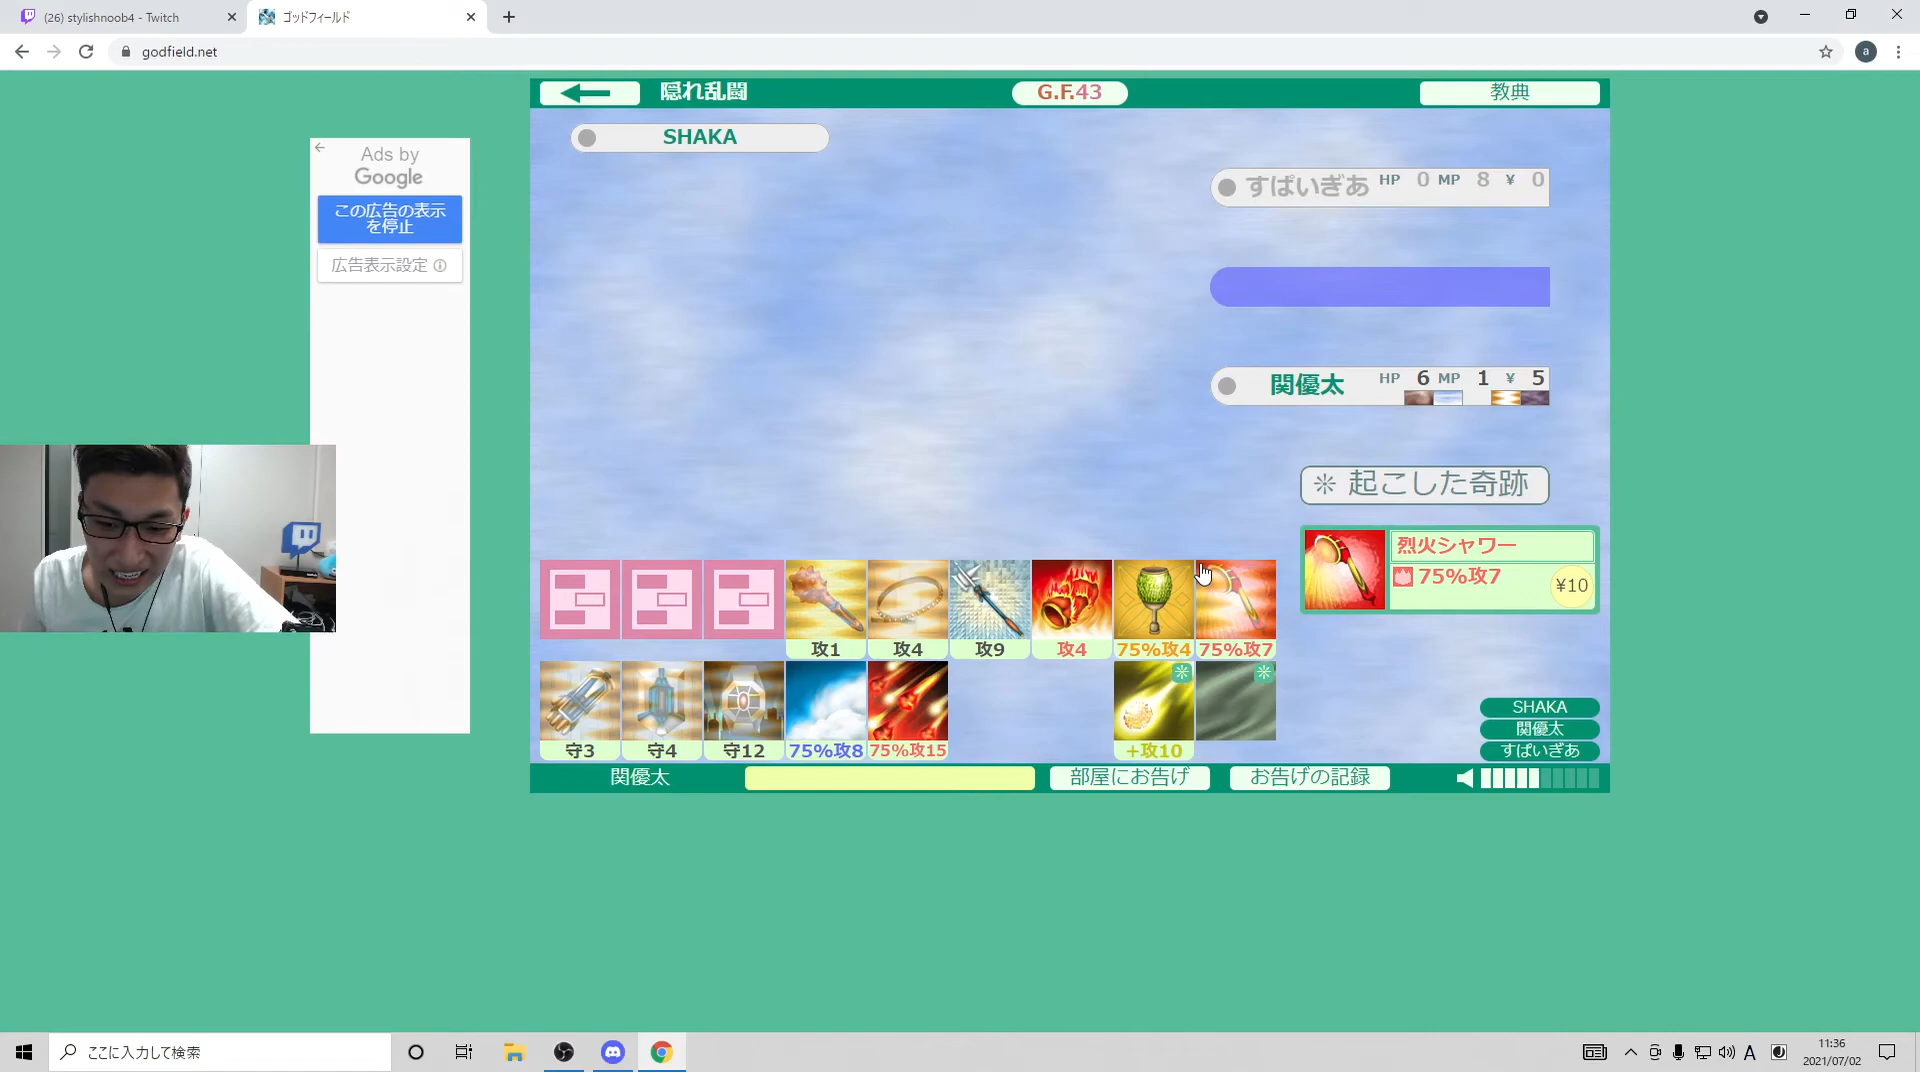 (26) stylishnoob4 - Twitch
ゴッドフィールド
godfield.net
a
隠れ乱闘
G.F.43
教典
SHAKA
すぱいぎあ HP 0 MP 8 ¥ 0
関優太 HP 6 MP 1 ¥ 5
Ads by
Google
この広告の表示
を停止
広告表示設定
起こした奇跡
烈火シャワー
75%攻7
¥10
攻1
攻4
攻9
攻4
75%攻4
75%攻7
守3
守4
守12
75%攻8
75%攻15
+攻10
SHAKA
関優太
すぱいぎあ
関優太
部屋にお告げ
お告げの記録
ここに入力して検索
A
11:36
2021/07/02